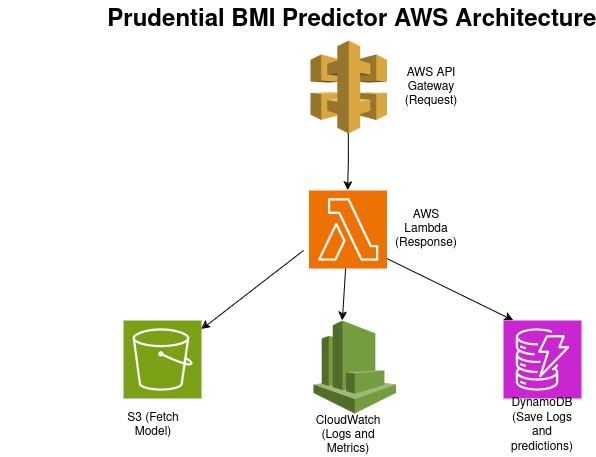 Prudential BMI Predictor AWS Architecture
AWS API
Gateway
(Request)
AWS
Lambda
(Response)
S3 (Fetch
Model)
CloudWatch
(Logs and
Metrics)
DynamoDB
(Save Logs
and
predictions)